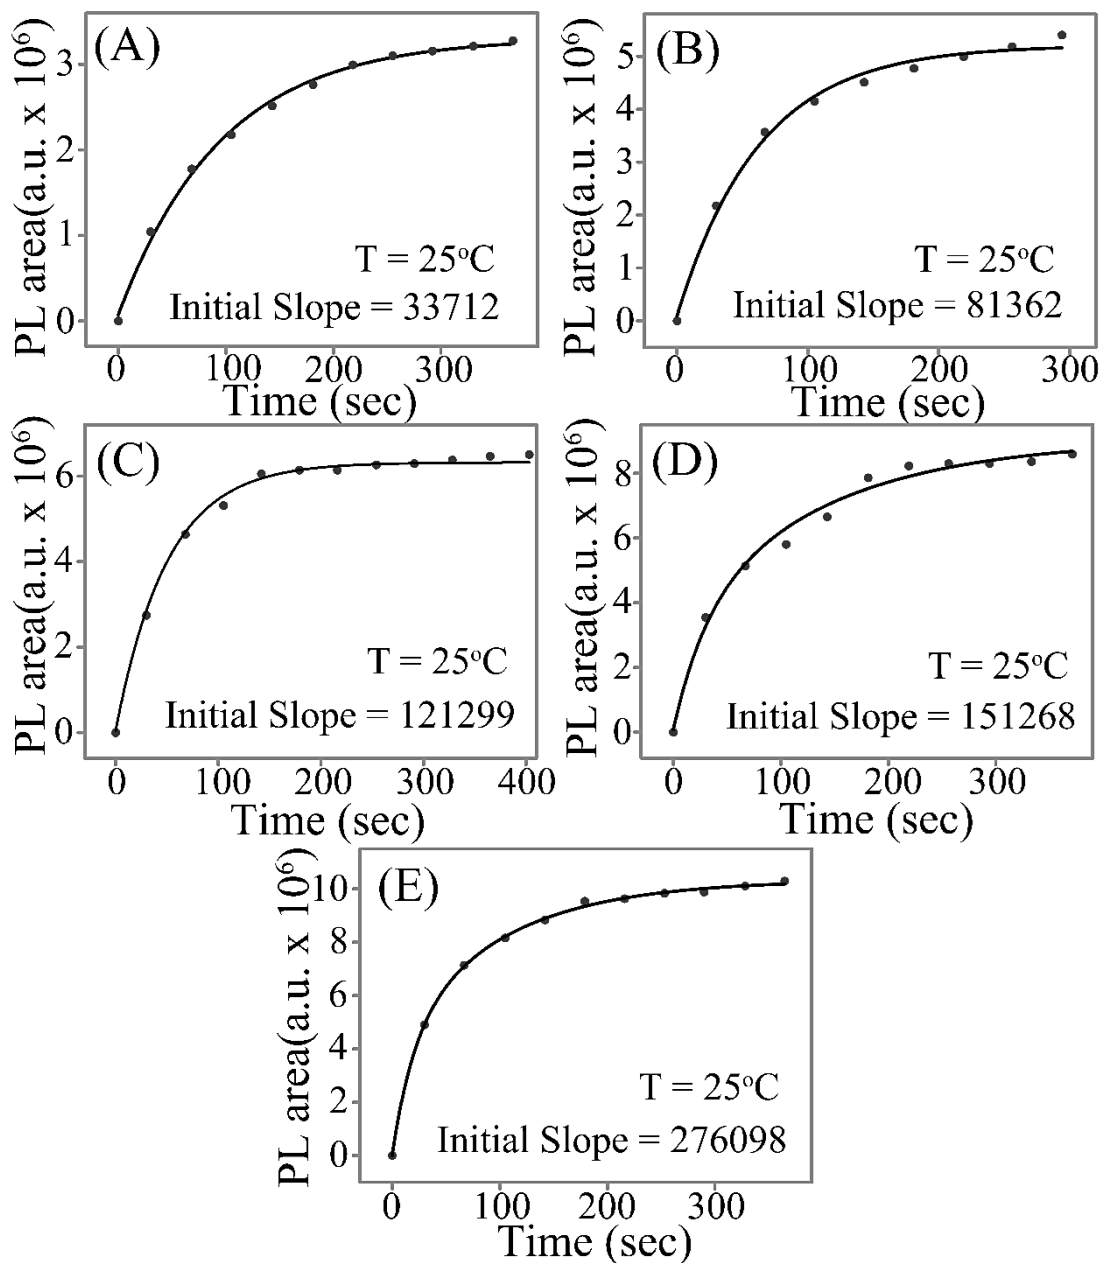 (A)
PL area(a.u. x 10⁶)
3
2
1
0
T = 25°C
Initial Slope = 33712
0 100 200 300
Time (sec)
(B)
PL area(a.u. x 10⁶)
5
4
3
2
1
0
T = 25°C
Initial Slope = 81362
0 100 200 300
Time (sec)
(C)
PL area(a.u. x 10⁶)
6
4
2
0
T = 25°C
Initial Slope = 121299
0 100 200 300 400
Time (sec)
(D)
PL area(a.u. x 10⁶)
8
6
4
2
0
T = 25°C
Initial Slope = 151268
0 100 200 300
Time (sec)
(E)
PL area(a.u. x 10⁶)
10
8
6
4
2
0
T = 25°C
Initial Slope = 276098
0 100 200 300
Time (sec)